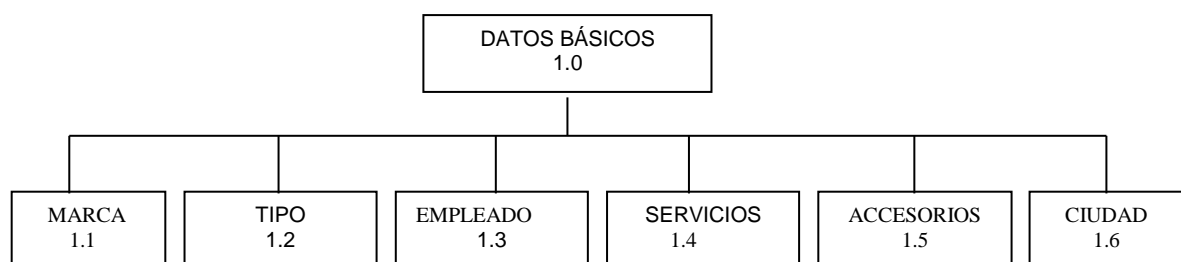 DATOS BÁSICOS
1.0
MARCA
1.1
TIPO
1.2
EMPLEADO
1.3
SERVICIOS
1.4
ACCESORIOS
1.5
CIUDAD
1.6